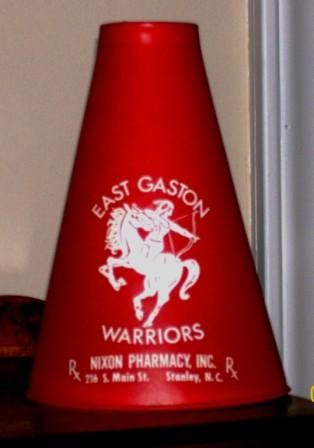 EAST GASTON
WARRIORS
Rx NIXON PHARMACY, INC. Rx
216 S. Main St. Stanley, N.C.